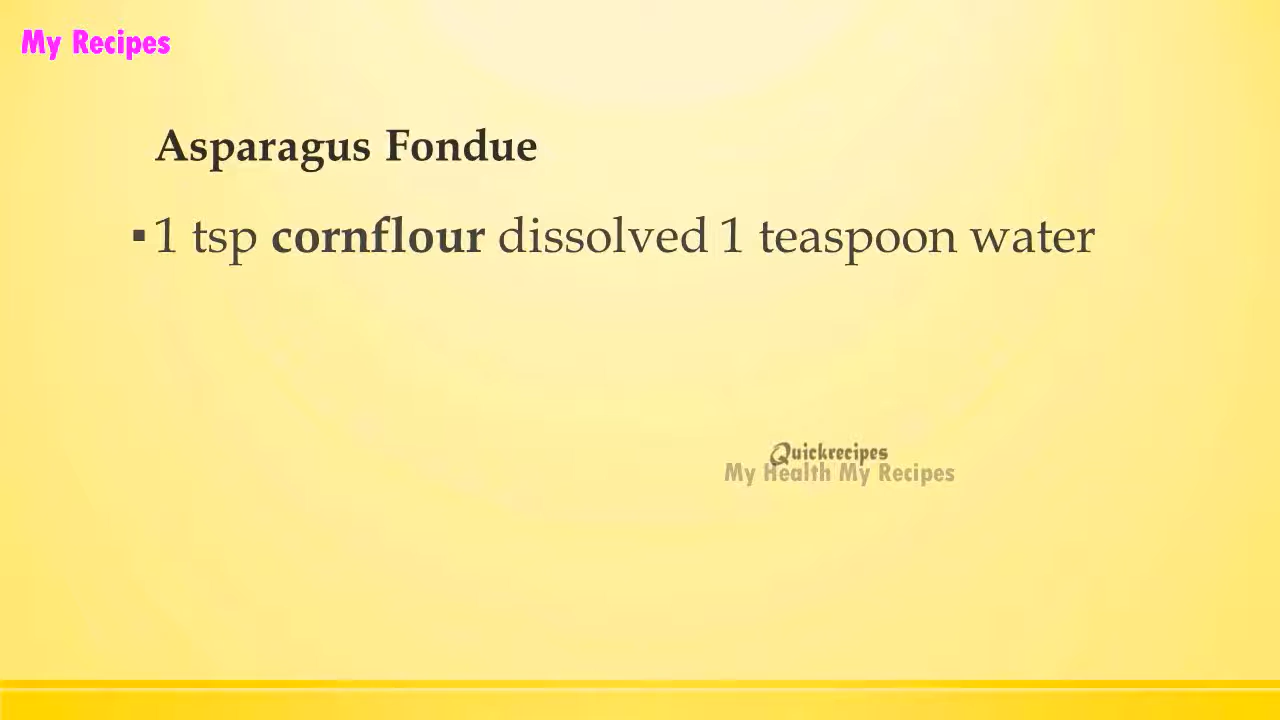 My Recipes
Asparagus Fondue
▪1 tsp cornflour dissolved 1 teaspoon water
Quickrecipes
My Health My Recipes